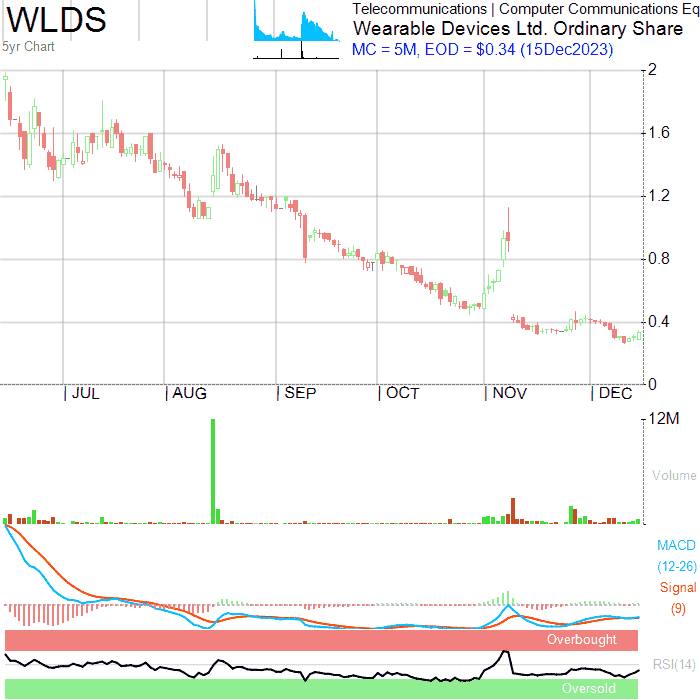 WLDS
5yr Chart
Telecommunications | Computer Communications Eq
Wearable Devices Ltd. Ordinary Share
MC = 5M, EOD = $0.34 (15Dec2023)
2
1.6
1.2
0.8
0.4
0
JUL AUG SEP OCT NOV DEC
12M
Volume
MACD
(12-26)
Signal
(9)
Overbought
RSI(14)
Oversold